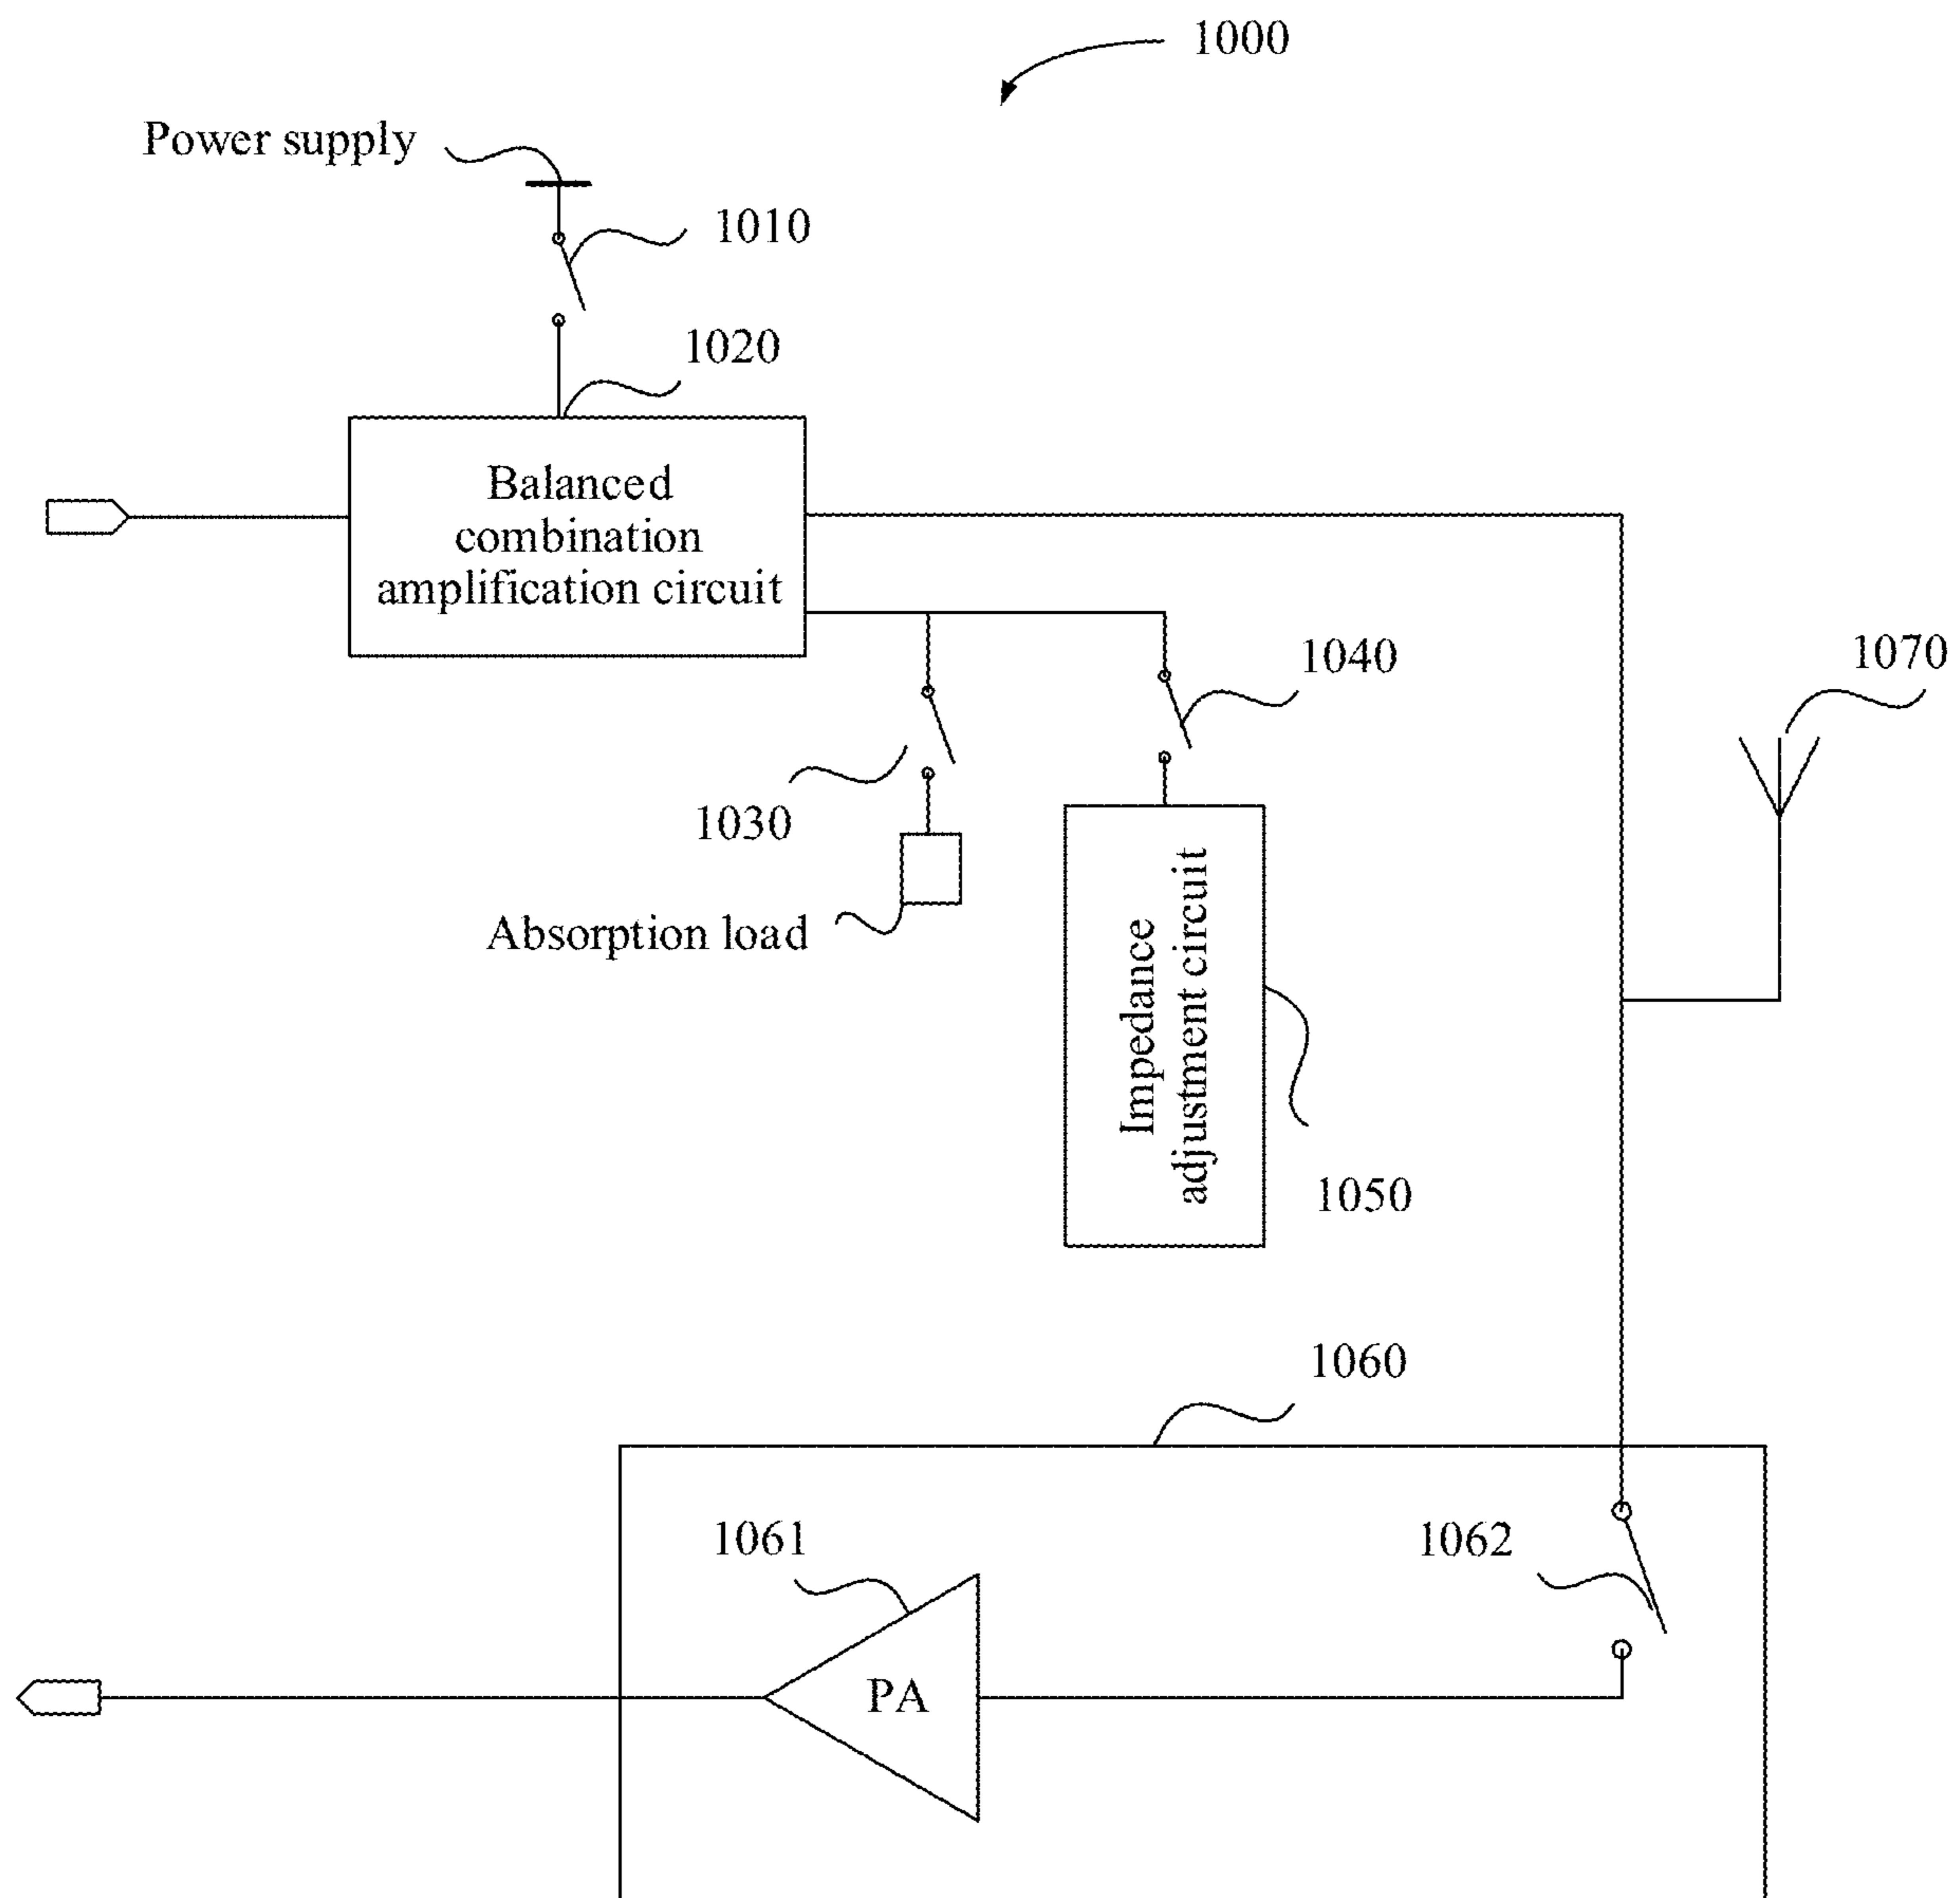 1000
Power supply
1010
1020
Balanced
combination
amplification circuit
1040
1070
1030
Absorption load
Impedance
adjustment circuit
1050
1060
1061
1062
PA